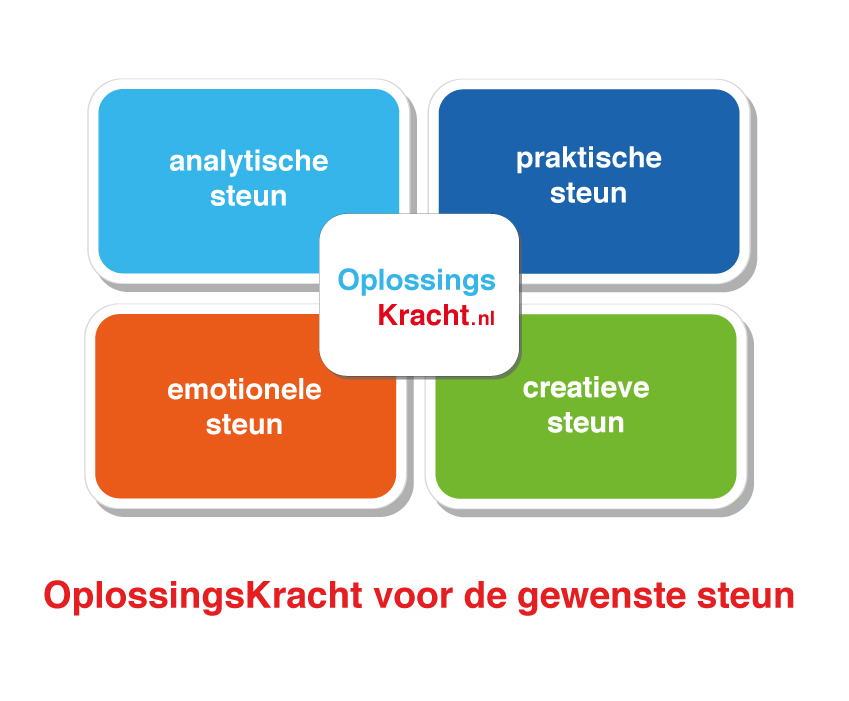 analytische
steun
praktische
steun
Oplossings
Kracht.nl
emotionele
steun
creatieve
steun
OplossingsKracht voor de gewenste steun